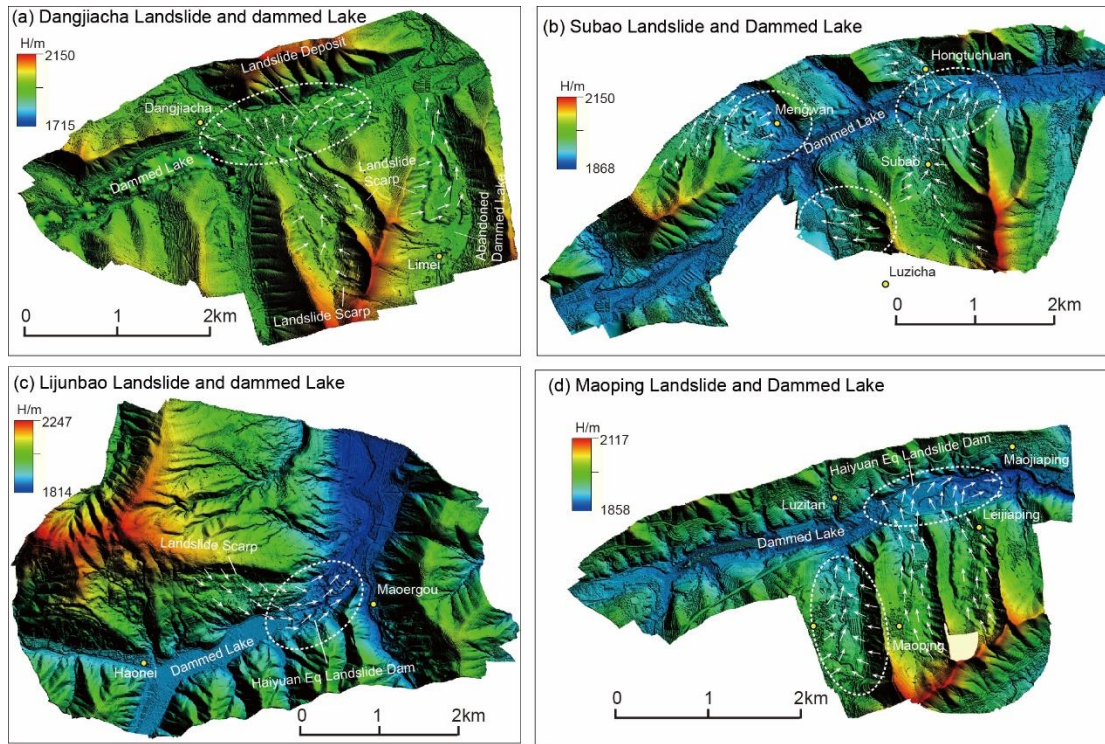 (a) Dangjiacha Landslide and dammed Lake
H/m
2150
1715
Landslide Deposit
Dangjiacha
Dammed Lake
Landslide
Scarp
Abandoned
Dammed Lake
Limei
Landslide Scarp
0 1 2km
(b) Subao Landslide and Dammed Lake
H/m
2150
1868
Hongtuchuan
Mengwan
Dammed Lake
Subao
Luzicha
0 1 2km
(c) Lijunbao Landslide and dammed Lake
H/m
2247
1814
Landslide Scarp
Maoergou
Dammed Lake
Haonei
Haiyuan Eq Landslide Dam
0 1 2km
(d) Maoping Landslide and Dammed Lake
H/m
2117
1858
Haiyuan Eq Landslide Dam
Maojiaping
Luzitan
Leijiaping
Dammed Lake
Maoping
0 1 2km